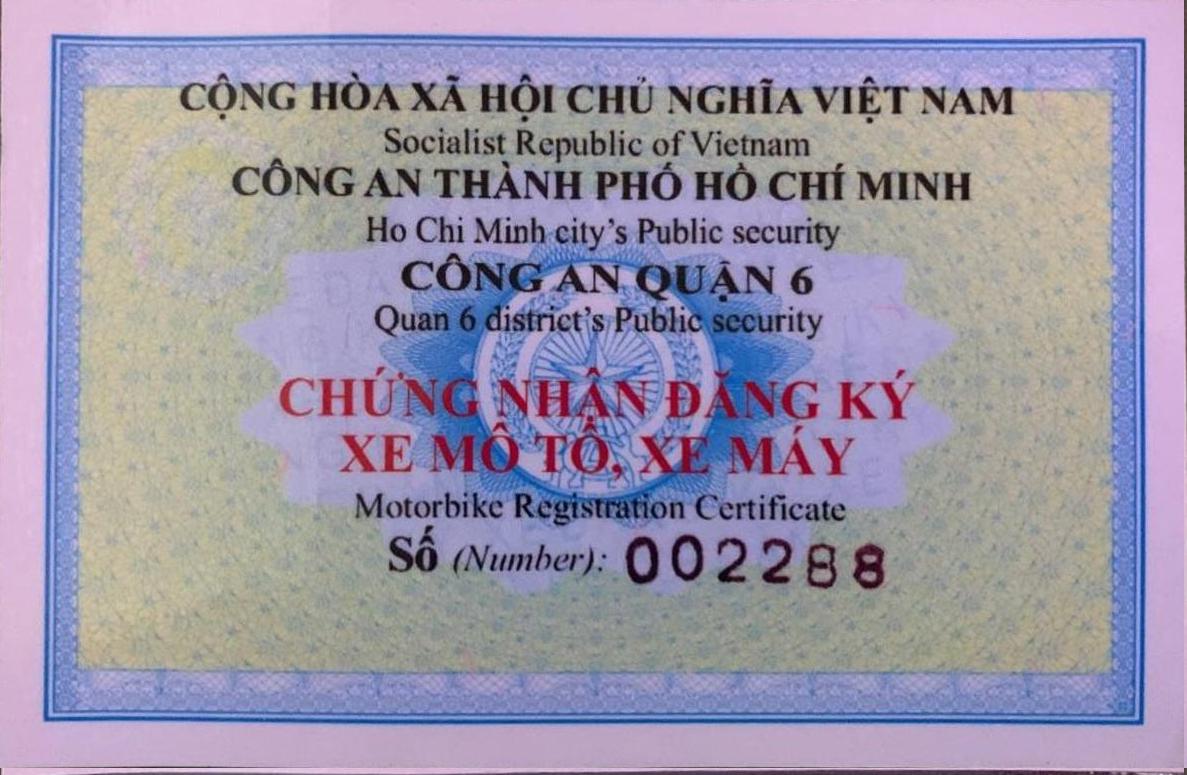 CỘNG HÒA XÃ HỘI CHỦ NGHĨA VIỆT NAM
Socialist Republic of Vietnam
CÔNG AN THÀNH PHỐ HỒ CHÍ MINH
Ho Chi Minh city's Public security
CÔNG AN QUẬN 6
Quan 6 district's Public security
CHỨNG NHẬN ĐĂNG KÝ
XE MÔ TÔ, XE MÁY
Motorbike Registration Certificate
Số (Number): 002288